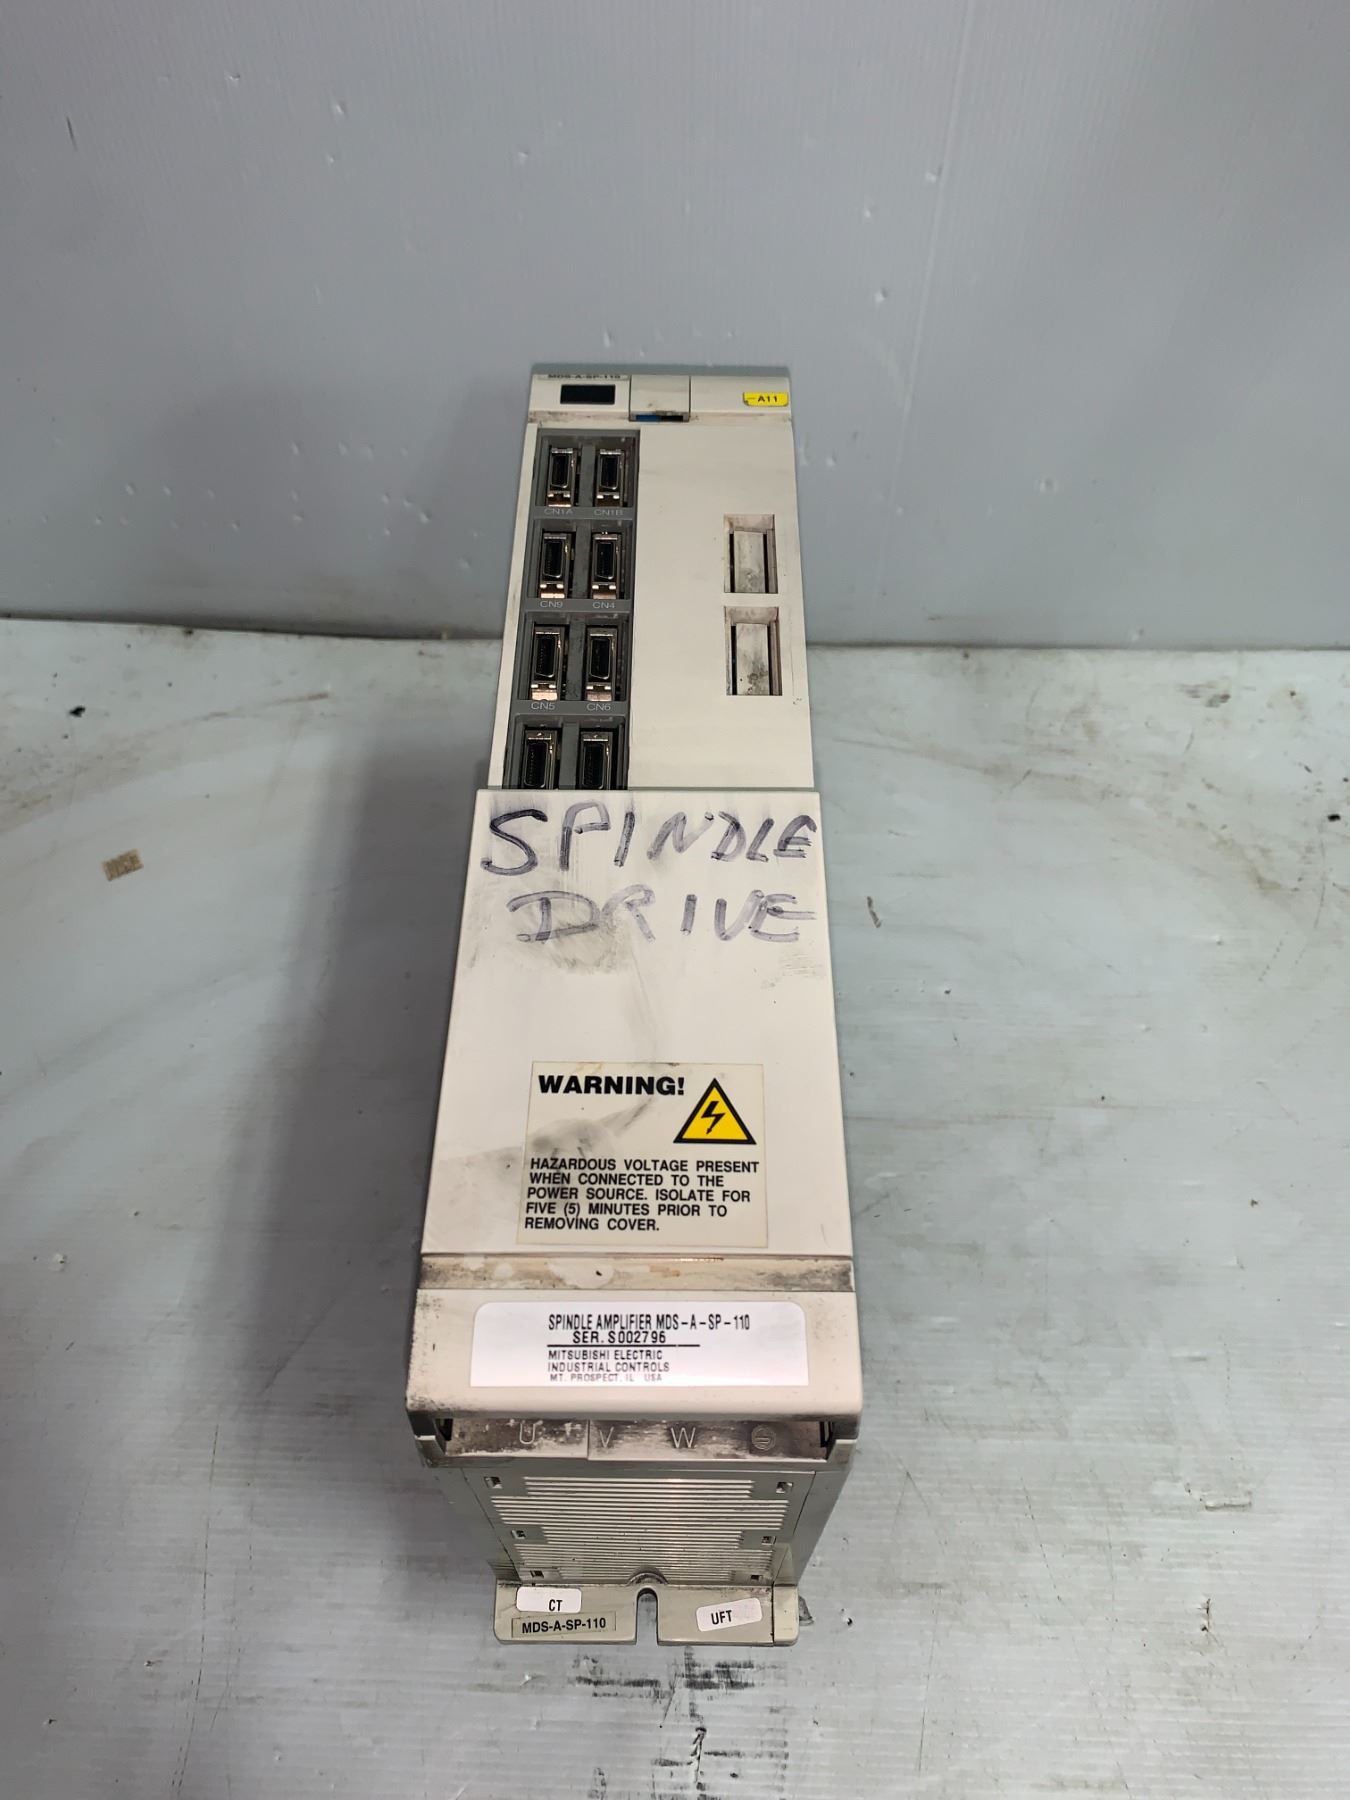 MDS-A-SP-110
-A11
CN1A CN1B
CN9 CN4
CN5 CN6
SPINDLE
DRIVE
WARNING!
HAZARDOUS VOLTAGE PRESENT
WHEN CONNECTED TO THE
POWER SOURCE. ISOLATE FOR
FIVE (5) MINUTES PRIOR TO
REMOVING COVER.
SPINDLE AMPLIFIER MDS-A-SP-110
SER. S002796
MITSUBISHI ELECTRIC
INDUSTRIAL CONTROLS
MT. PROSPECT, IL USA
U V W
CT
UFT
MDS-A-SP-110